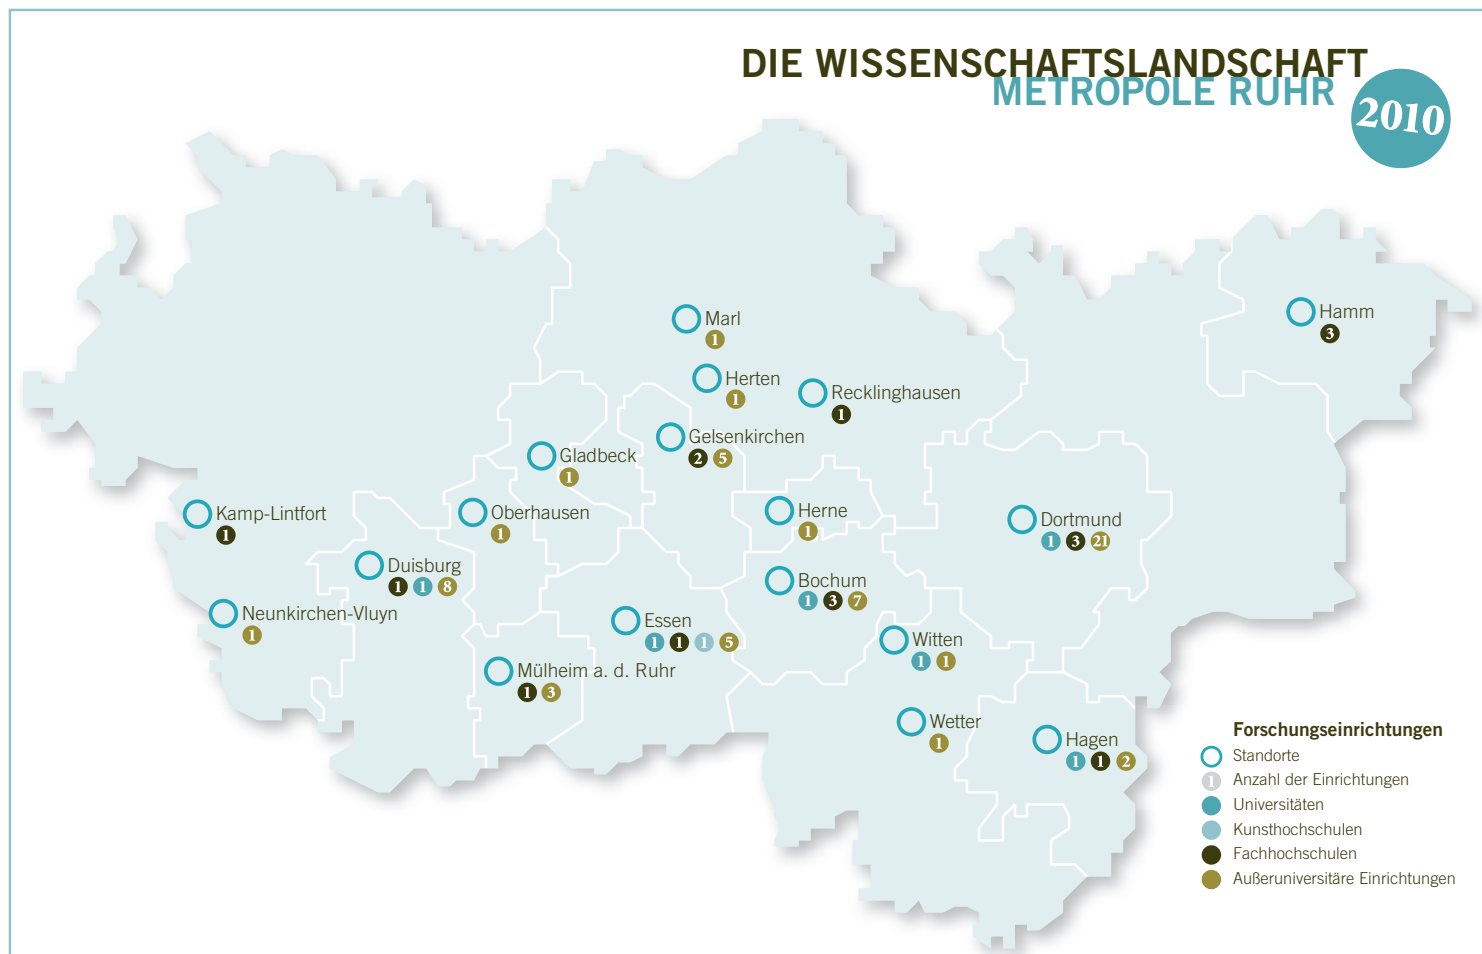 DIE WISSENSCHAFTSLANDSCHAFT
METROPOLE RUHR
2010
Marl
1
Hamm
3
Herten
1
Recklinghausen
1
Gelsenkirchen
2 5
Gladbeck
1
Kamp-Lintfort
1
Oberhausen
1
Herne
1
Dortmund
1 3 21
Duisburg
1 1 8
Bochum
1 3 7
Neunkirchen-Vluyn
1
Essen
1 1 1 5
Witten
1 1
Mülheim a. d. Ruhr
1 3
Wetter
1
Hagen
1 1 2
Forschungseinrichtungen
Standorte
1 Anzahl der Einrichtungen
Universitäten
Kunsthochschulen
Fachhochschulen
Außeruniversitäre Einrichtungen